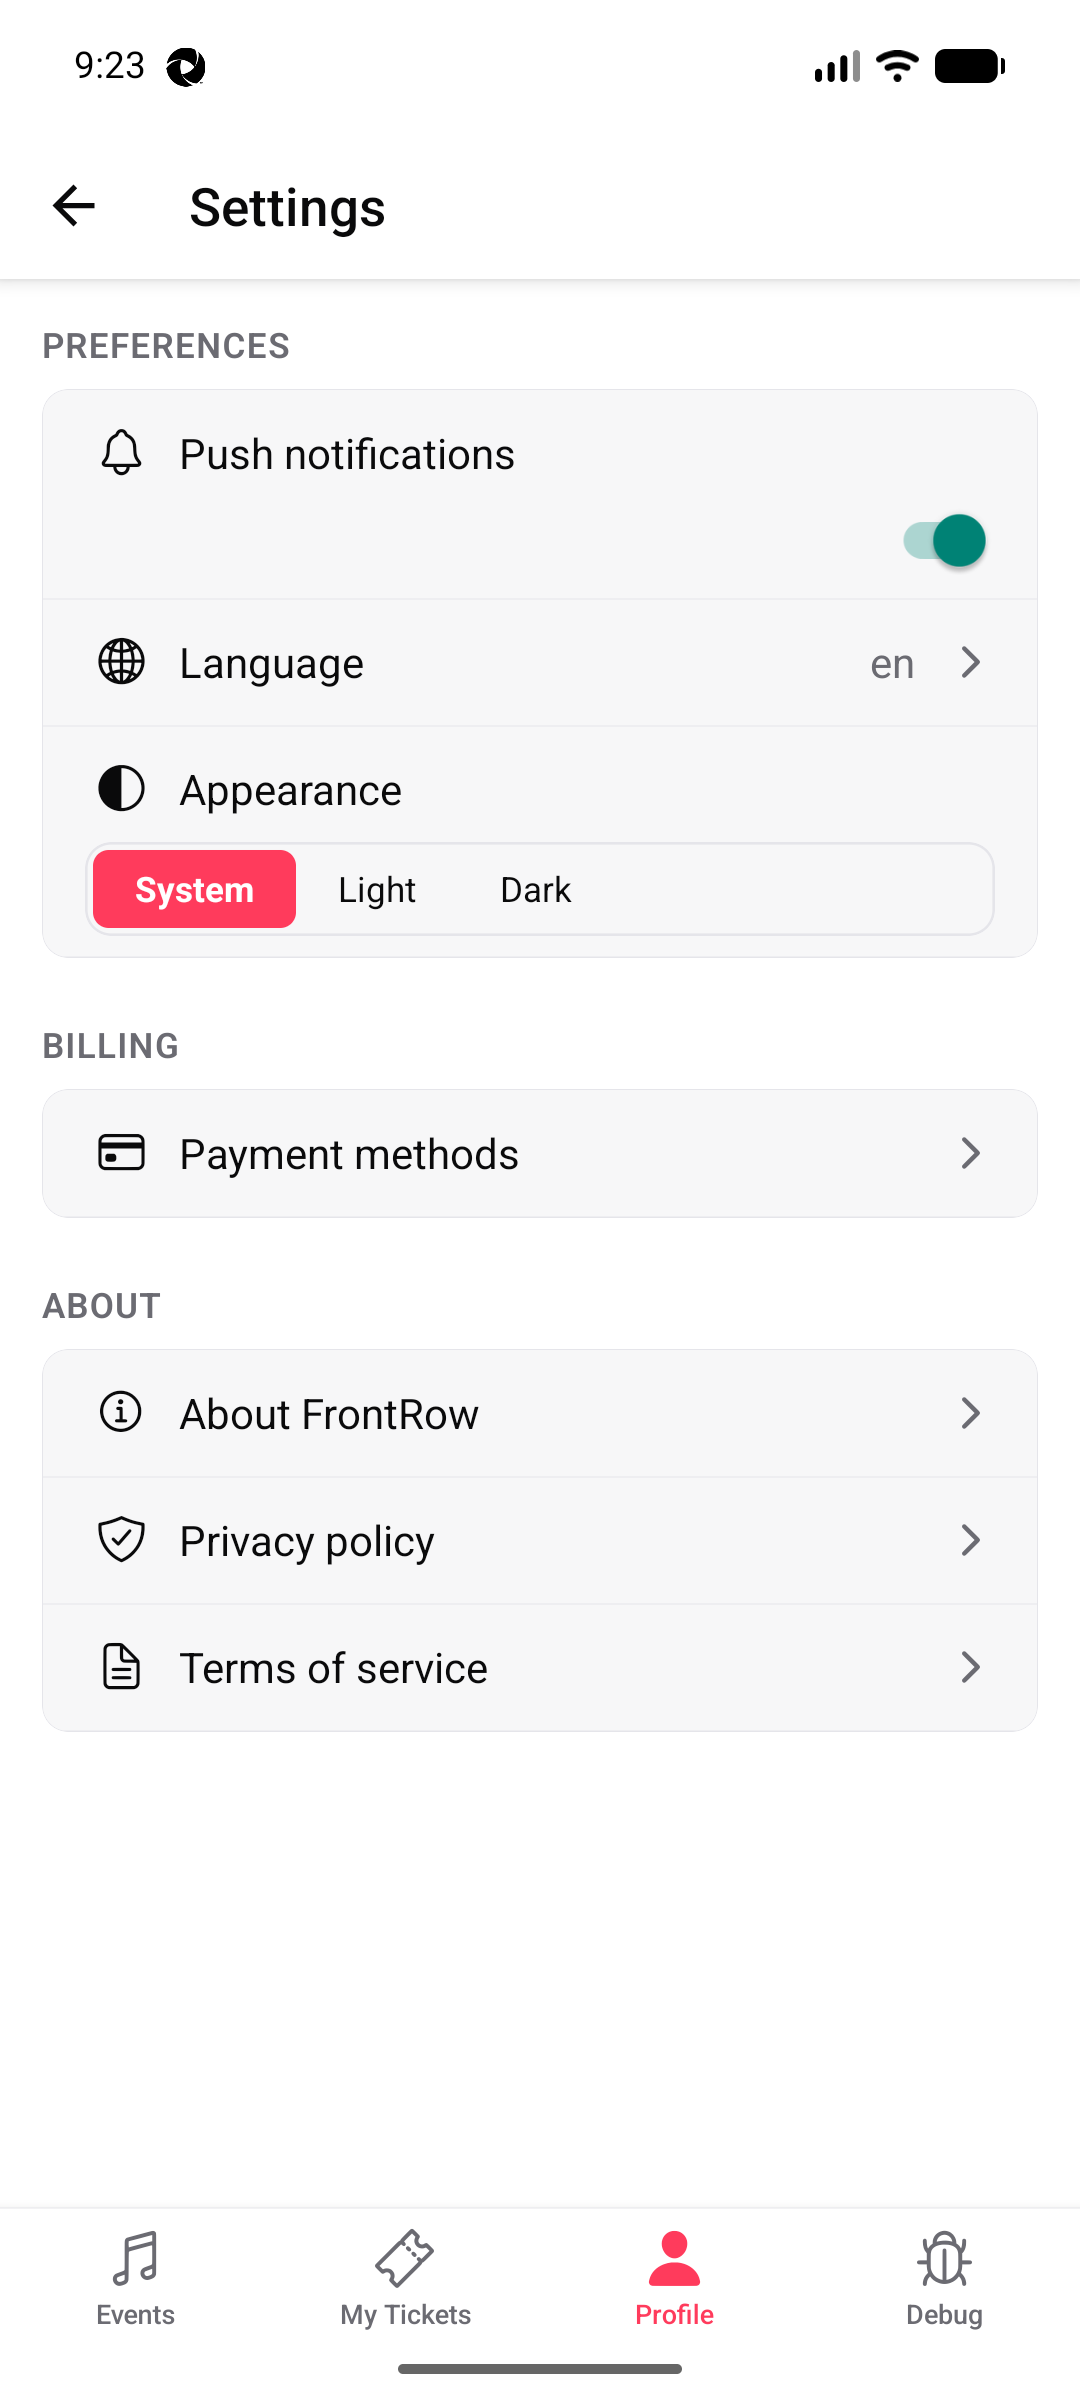 9:23
Settings
PREFERENCES
Push notifications
Language en
Appearance
System Light Dark
BILLING
Payment methods
ABOUT
About FrontRow
Privacy policy
Terms of service
Events My Tickets Profile Debug